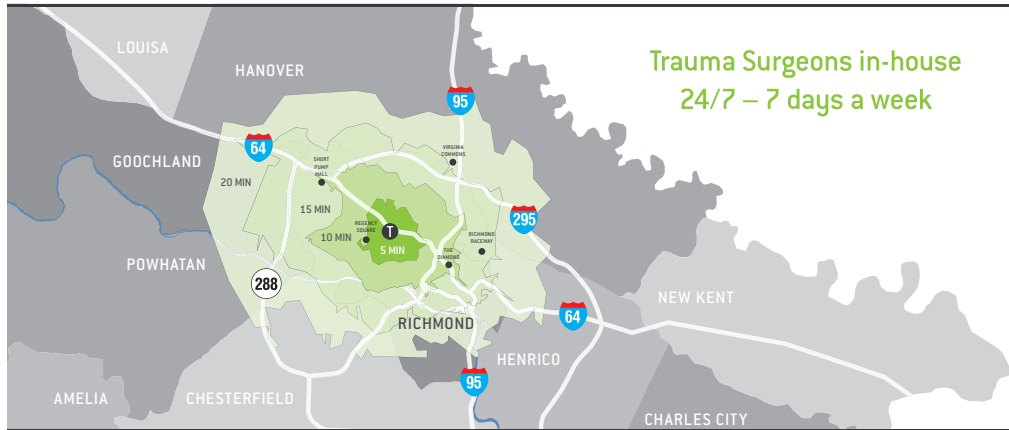 LOUISA
HANOVER
95
Trauma Surgeons in-house
24/7 – 7 days a week
64
GOOCHLAND
SHORT
PUMP
MALL
VIRGINIA
COMMONS
20 MIN
15 MIN
10 MIN
REGENCY
SQUARE
T
5 MIN
RICHMOND
RACEWAY
THE
DIAMOND
295
POWHATAN
288
NEW KENT
RICHMOND
64
HENRICO
95
AMELIA
CHESTERFIELD
CHARLES CITY